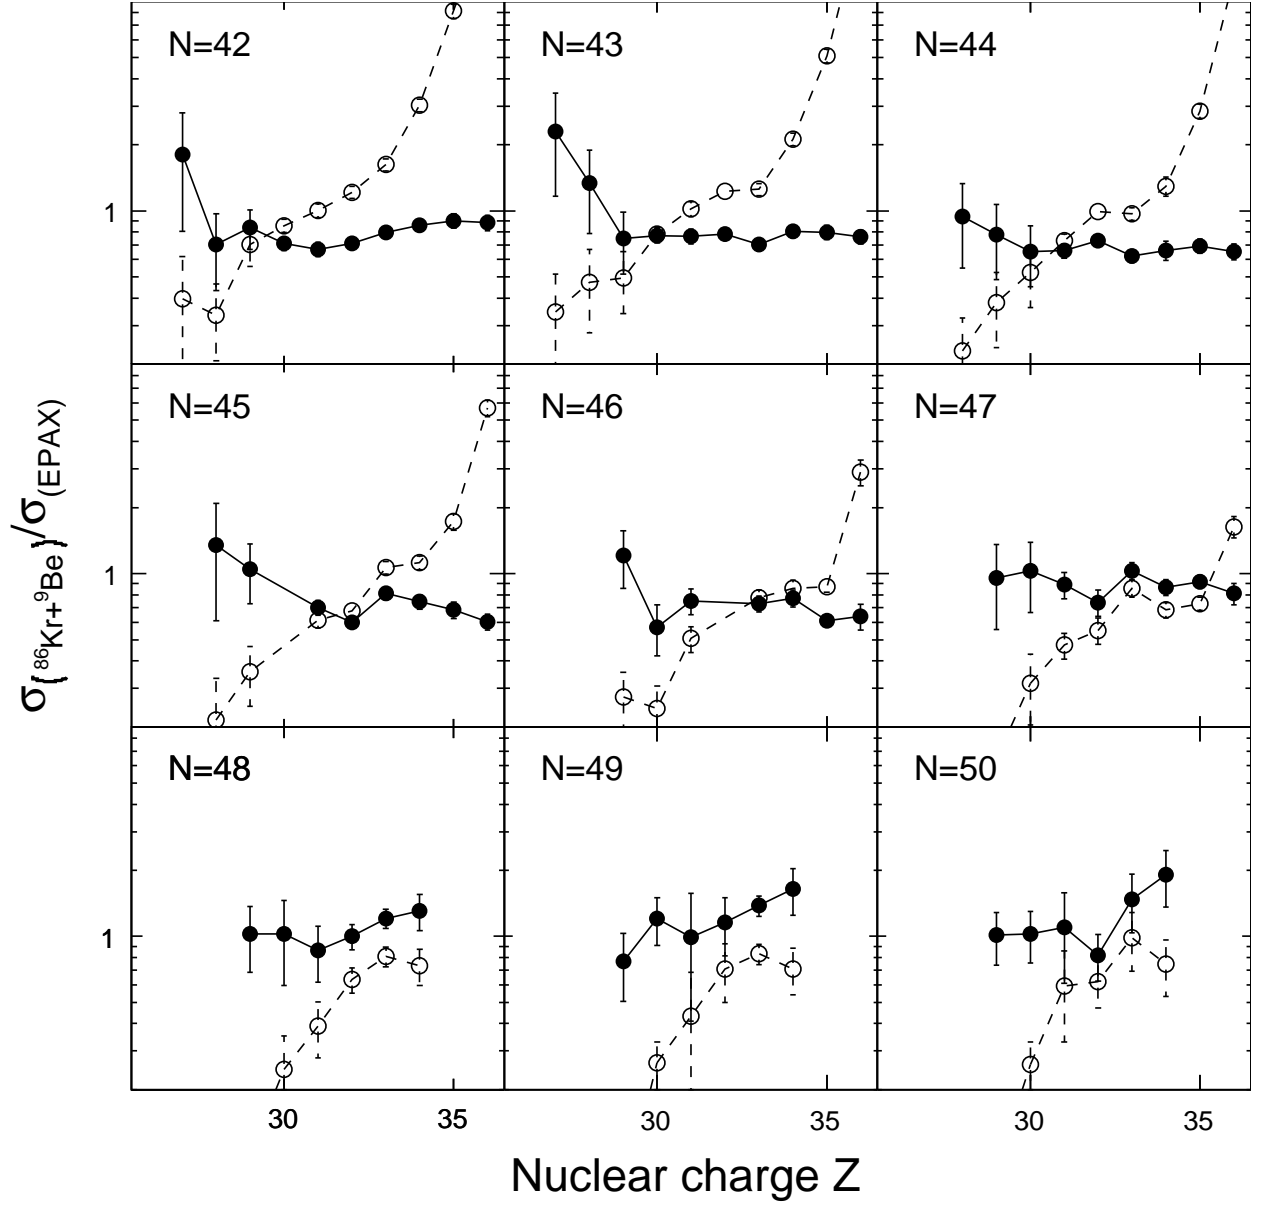 N=42
N=43
N=44
1
N=45
N=46
N=47
1
σ(⁸⁶Kr+⁹Be)/σ(EPAX)
N=48
N=49
N=50
1
30 35 30 35 30 35
Nuclear charge Z